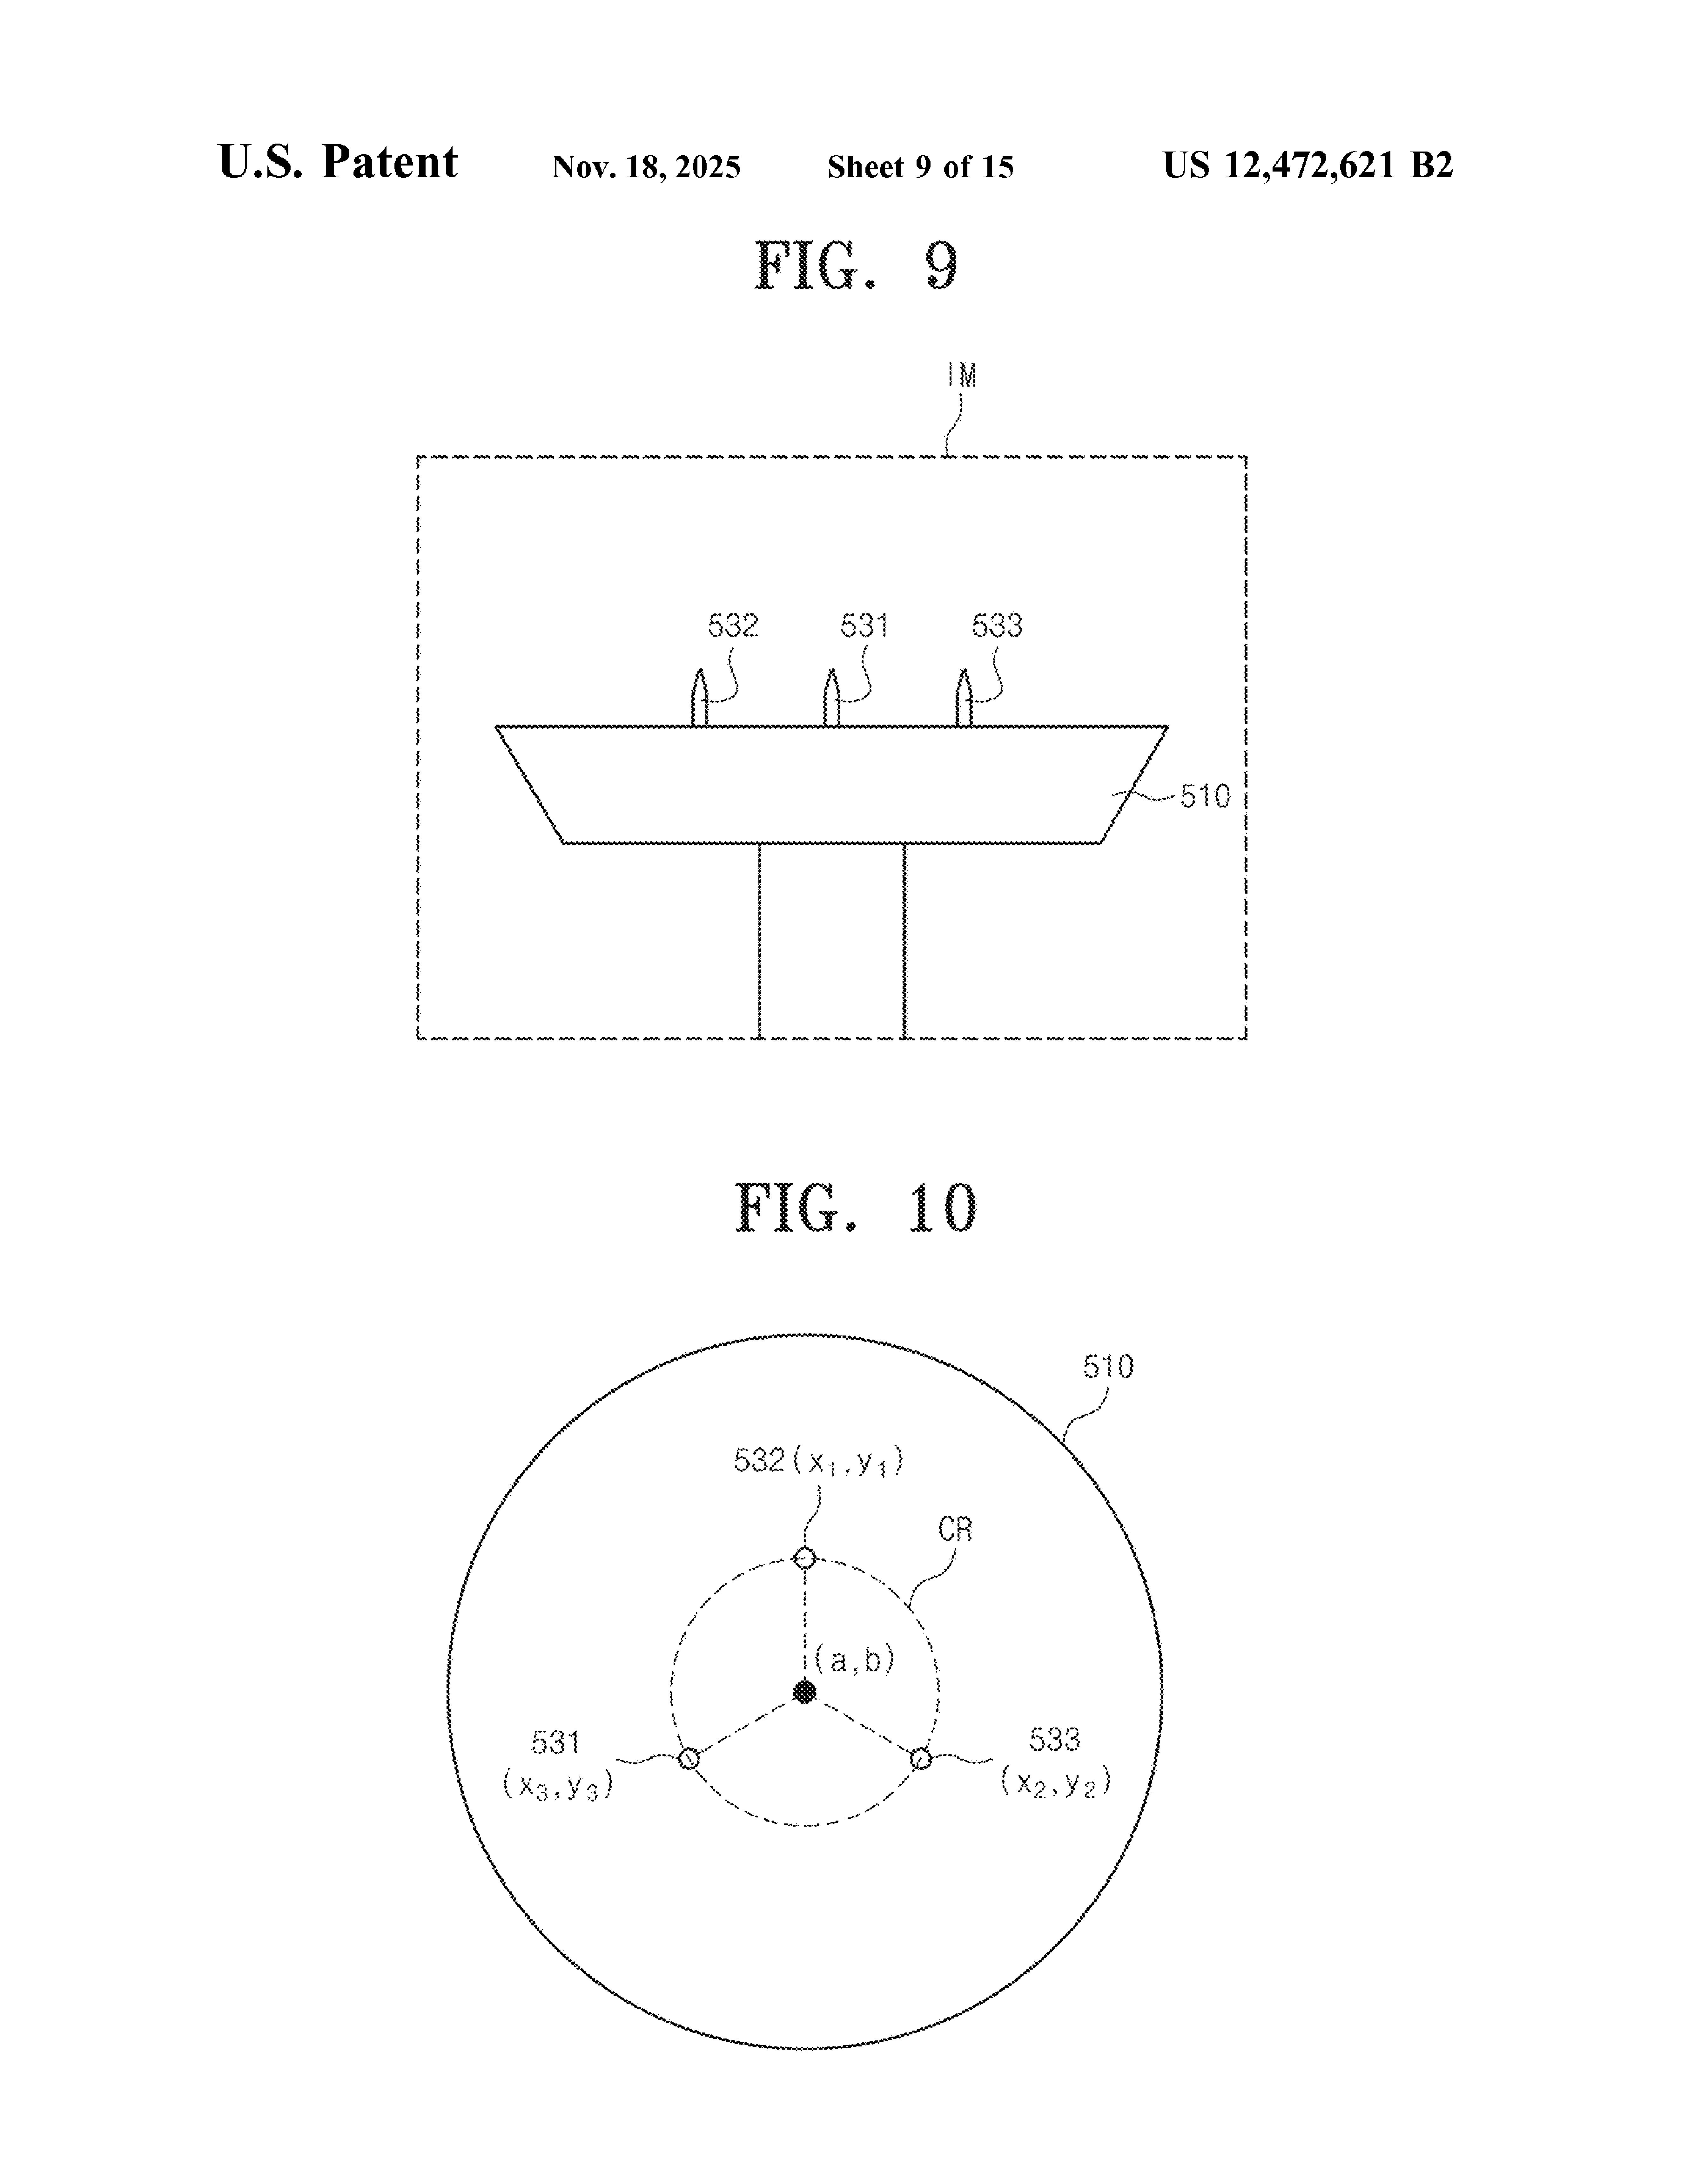 U.S. Patent Nov. 18, 2025 Sheet 9 of 15 US 12,472,621 B2
FIG. 9
IM
532 531 533
510
FIG. 10
510
532(x₁,y₁)
CR
(a,b)
531 533
(x₃,y₃) (x₂,y₂)